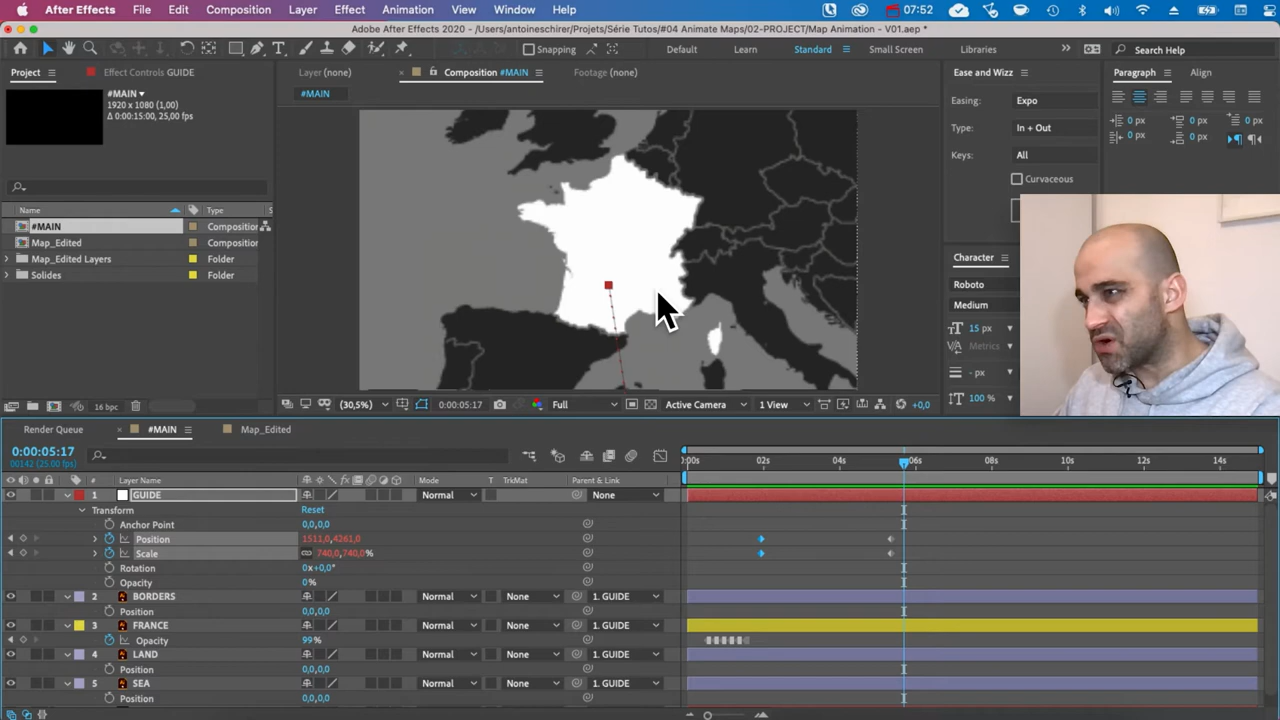 After Effects File Edit Composition Layer Effect Animation View Window Help 07:52
Adobe After Effects 2020 - /Users/antoineschirer/Projets/Série Tutos/#04 Animate Maps/02-PROJECT/Map Animation - V01.aep *
Snapping Default Learn Standard Small Screen Libraries Search Help
Project Effect Controls GUIDE Layer (none) Composition #MAIN Footage (none) Ease and Wizz Paragraph Align
#MAIN
1920 x 1080 (1,00)
Δ 0:00:15:00, 25,00 fps
#MAIN
Easing: Expo
Type: In + Out
Keys: All
Curvaceous
0 px 0 px 0 px
0 px 0 px
Name Type S
#MAIN Compositior
Map_Edited Compositior
Map_Edited Layers Folder
Solides Folder
Character
Roboto
Medium
15 px
Metrics
- px
100 %
16 bpc
(30,5%) 0:00:05:17 Full Active Camera 1 View +0,0
Render Queue #MAIN Map_Edited
0:00:05:17
00142 (25.00 fps)
:00s 02s 04s 06s 08s 10s 12s 14s
# Layer Name Mode T TrkMat Parent & Link
1 GUIDE Normal None
Transform Reset
Anchor Point 0,0,0,0
Position 1511,0,4261,0
Scale 740,0,740,0%
Rotation 0x+0,0°
Opacity 0%
2 BORDERS Normal None 1. GUIDE
Position 0,0,0,0
3 FRANCE Normal None 1. GUIDE
Opacity 99%
4 LAND Normal None 1. GUIDE
Position 0,0,0,0
5 SEA Normal None 1. GUIDE
Position 0,0,0,0